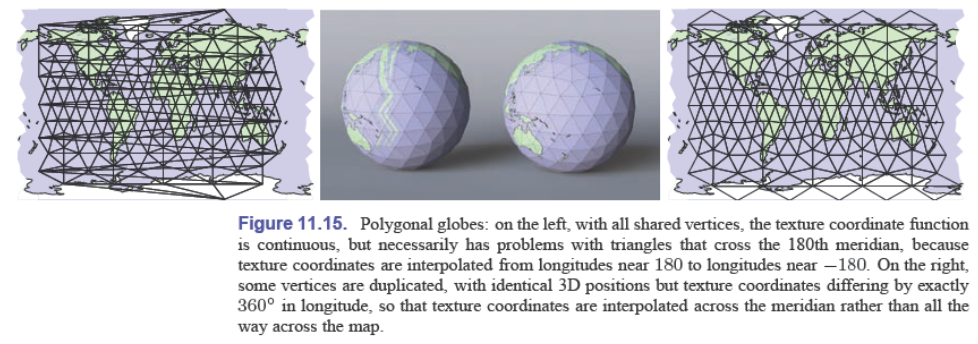 Figure 11.15. Polygonal globes: on the left, with all shared vertices, the texture coordinate function
is continuous, but necessarily has problems with triangles that cross the 180th meridian, because
texture coordinates are interpolated from longitudes near 180 to longitudes near −180. On the right,
some vertices are duplicated, with identical 3D positions but texture coordinates differing by exactly
360° in longitude, so that texture coordinates are interpolated across the meridian rather than all the
way across the map.